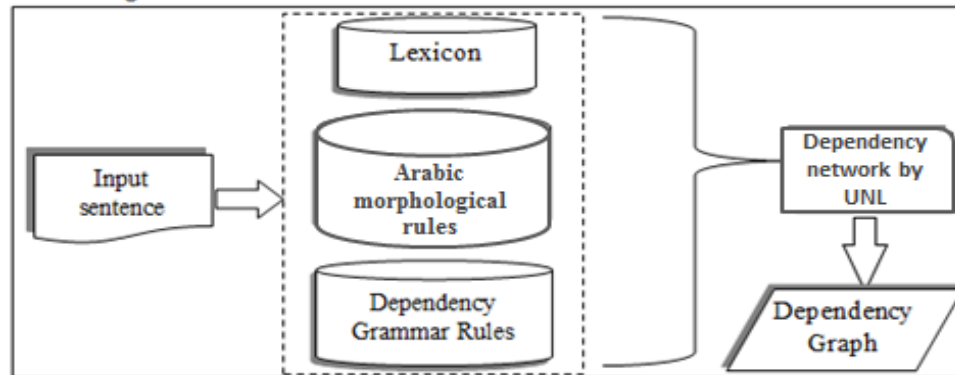 Lexicon
Input
sentence
Arabic
morphological
rules
Dependency
Grammar Rules
Dependency
network by
UNL
Dependency
Graph